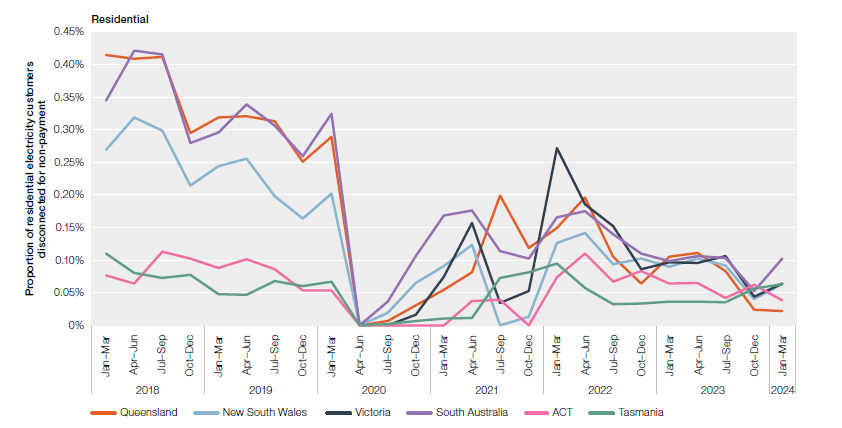 Residential
Proportion of residential electricity customers
disconnected for non-payment
0.45%
0.40%
0.35%
0.30%
0.25%
0.20%
0.15%
0.10%
0.05%
0%
Jan–Mar
Apr–Jun
Jul–Sep
Oct–Dec
Jan–Mar
Apr–Jun
Jul–Sep
Oct–Dec
Jan–Mar
Apr–Jun
Jul–Sep
Oct–Dec
Jan–Mar
Apr–Jun
Jul–Sep
Oct–Dec
Jan–Mar
Apr–Jun
Jul–Sep
Oct–Dec
Jan–Mar
Apr–Jun
Jul–Sep
Oct–Dec
Jan–Mar
2018 2019 2020 2021 2022 2023 2024
Queensland New South Wales Victoria South Australia ACT Tasmania